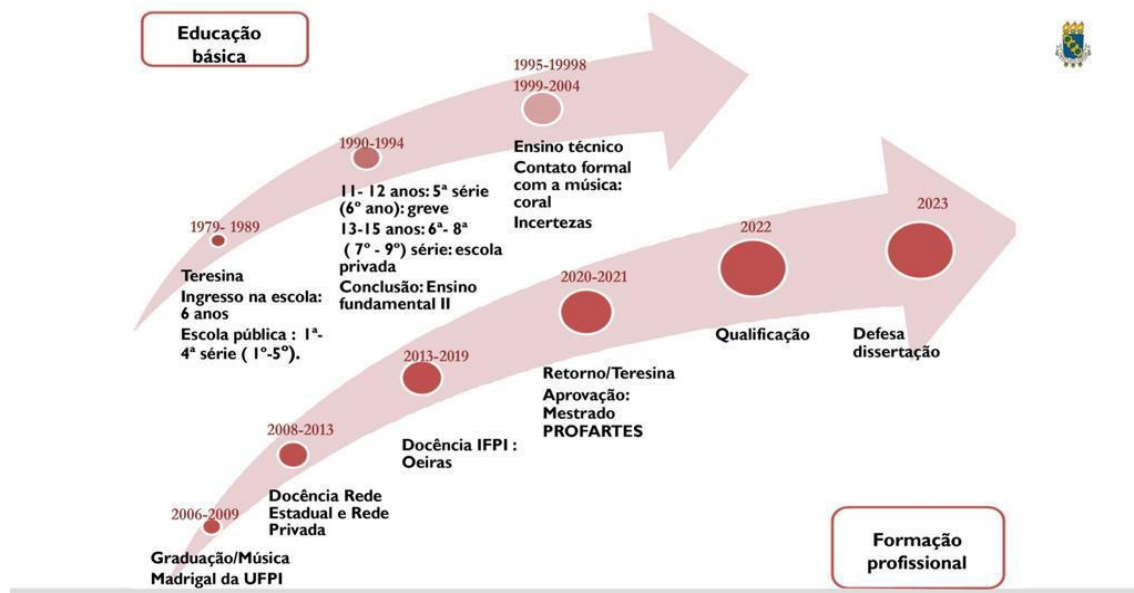 Educação
básica
1979- 1989
Teresina
Ingresso na escola:
6 anos
Escola pública : 1ª-
4ª série ( 1º-5º).
1990-1994
11- 12 anos: 5ª série
(6º ano): greve
13-15 anos: 6ª- 8ª
( 7º - 9º) série: escola
privada
Conclusão: Ensino
fundamental II
1995-19998
1999-2004
Ensino técnico
Contato formal
com a música:
coral
Incertezas
2006-2009
Graduação/Música
Madrigal da UFPI
2008-2013
Docência Rede
Estadual e Rede
Privada
2013-2019
Docência IFPI :
Oeiras
2020-2021
Retorno/Teresina
Aprovação:
Mestrado
PROFARTES
2022
Qualificação
2023
Defesa
dissertação
Formação
profissional